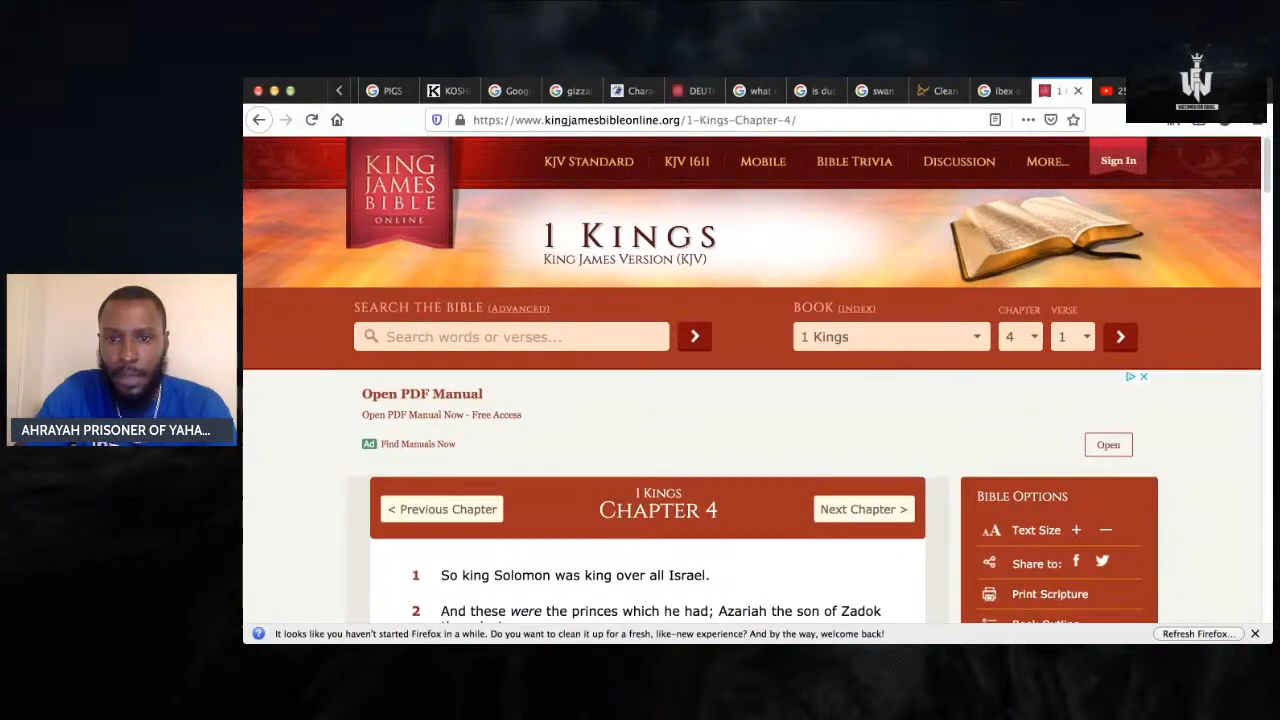 PIGS
KOSH
Goog
gizza
Chara
DEUT
what
is duc
swan
Clean
ibex
1
25
https://www.kingjamesbibleonline.org/1-Kings-Chapter-4/
KING
JAMES
BIBLE
ONLINE
KJV STANDARD
KJV 1611
MOBILE
BIBLE TRIVIA
DISCUSSION
MORE...
Sign In
1 KINGS
KING JAMES VERSION (KJV)
SEARCH THE BIBLE (ADVANCED)
BOOK (INDEX)
CHAPTER
VERSE
Search words or verses...
1 Kings
4
1
Open PDF Manual
Open PDF Manual Now - Free Access
Ad Find Manuals Now
Open
< Previous Chapter
1 KINGS
CHAPTER 4
Next Chapter >
BIBLE OPTIONS
AA Text Size + —
Share to:
Print Scripture
1 So king Solomon was king over all Israel.
2 And these were the princes which he had; Azariah the son of Zadok
It looks like you haven't started Firefox in a while. Do you want to clean it up for a fresh, like-new experience? And by the way, welcome back!
Refresh Firefox...
AHRAYAH PRISONER OF YAHA...